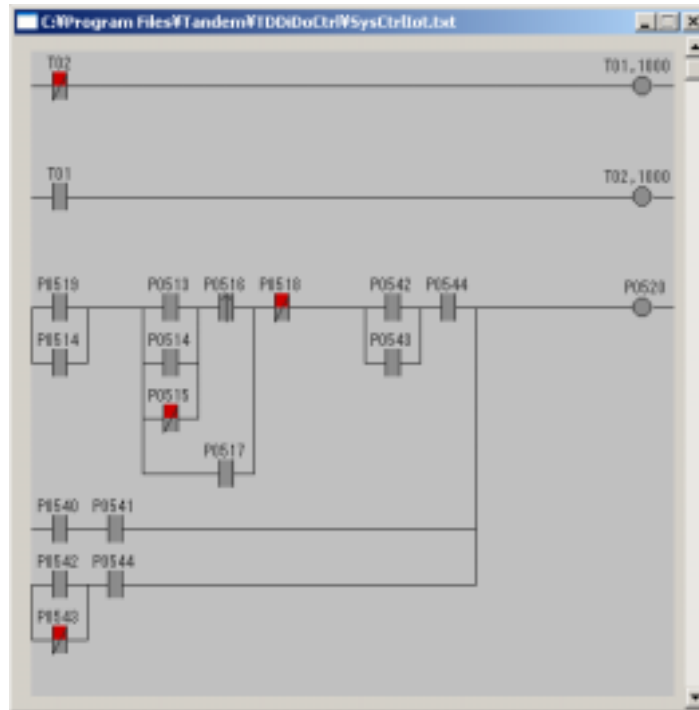 C:¥Program Files¥Tandem¥TDDiDoCtrl¥SysCtrlIot.txt
T02 T01,1000
T01 T02,1000
P0519 P0513 P0516 P0518 P0542 P0544 P0520
P0514 P0514 P0543
P0515
P0517
P0540 P0541
P0542 P0544
P0543